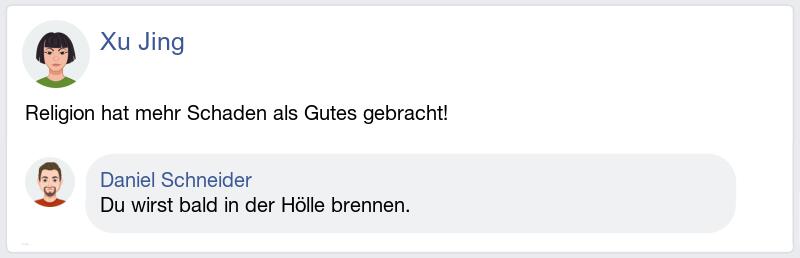 Xu Jing
Religion hat mehr Schaden als Gutes gebracht!
Daniel Schneider
Du wirst bald in der Hölle brennen.